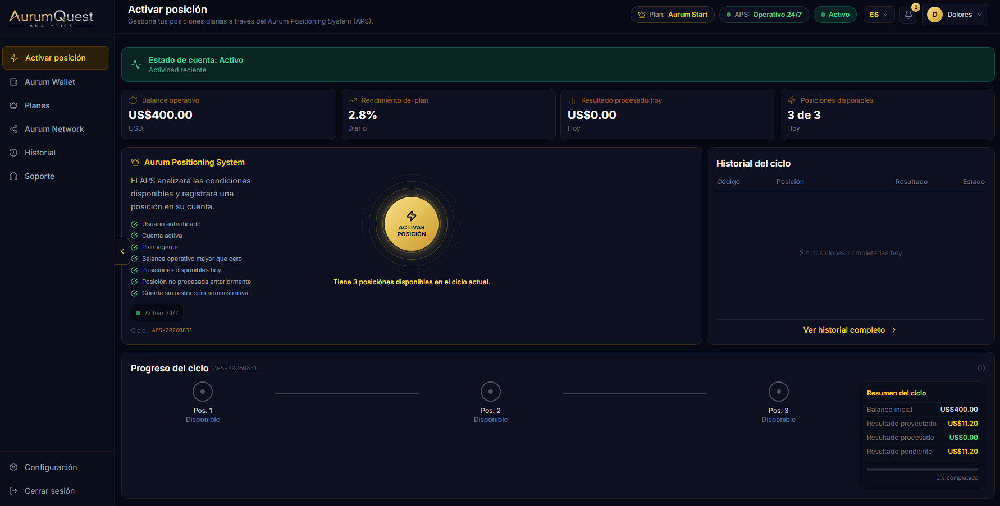 AurumQuest
ANALYTICS
Activar posición
Gestiona tus posiciones diarias a través del Aurum Positioning System (APS).
Plan: Aurum Start
APS: Operativo 24/7
Activo
ES
2
D
Dolores
Activar posición
Aurum Wallet
Planes
Aurum Network
Historial
Soporte
Configuración
Cerrar sesión
Estado de cuenta: Activo
Actividad reciente
Balance operativo
US$400.00
USD
Rendimiento del plan
2.8%
Diario
Resultado procesado hoy
US$0.00
Hoy
Posiciones disponibles
3 de 3
Hoy
Aurum Positioning System
El APS analizará las condiciones
disponibles y registrará una
posición en su cuenta.
Usuario autenticado
Cuenta activa
Plan vigente
Balance operativo mayor que cero
Posiciones disponibles hoy
Posición no procesada anteriormente
Cuenta sin restricción administrativa
Activo 24/7
Ciclo: APS-20260831
ACTIVAR
POSICIÓN
Tiene 3 posiciónes disponibles en el ciclo actual.
Historial del ciclo
Código Posición Resultado Estado
Sin posiciones completadas hoy
Ver historial completo
Progreso del ciclo APS-20260831
Pos. 1
Disponible
Pos. 2
Disponible
Pos. 3
Disponible
Resumen del ciclo
Balance inicial US$400.00
Resultado proyectado US$11.20
Resultado procesado US$0.00
Resultado pendiente US$11.20
0% completado